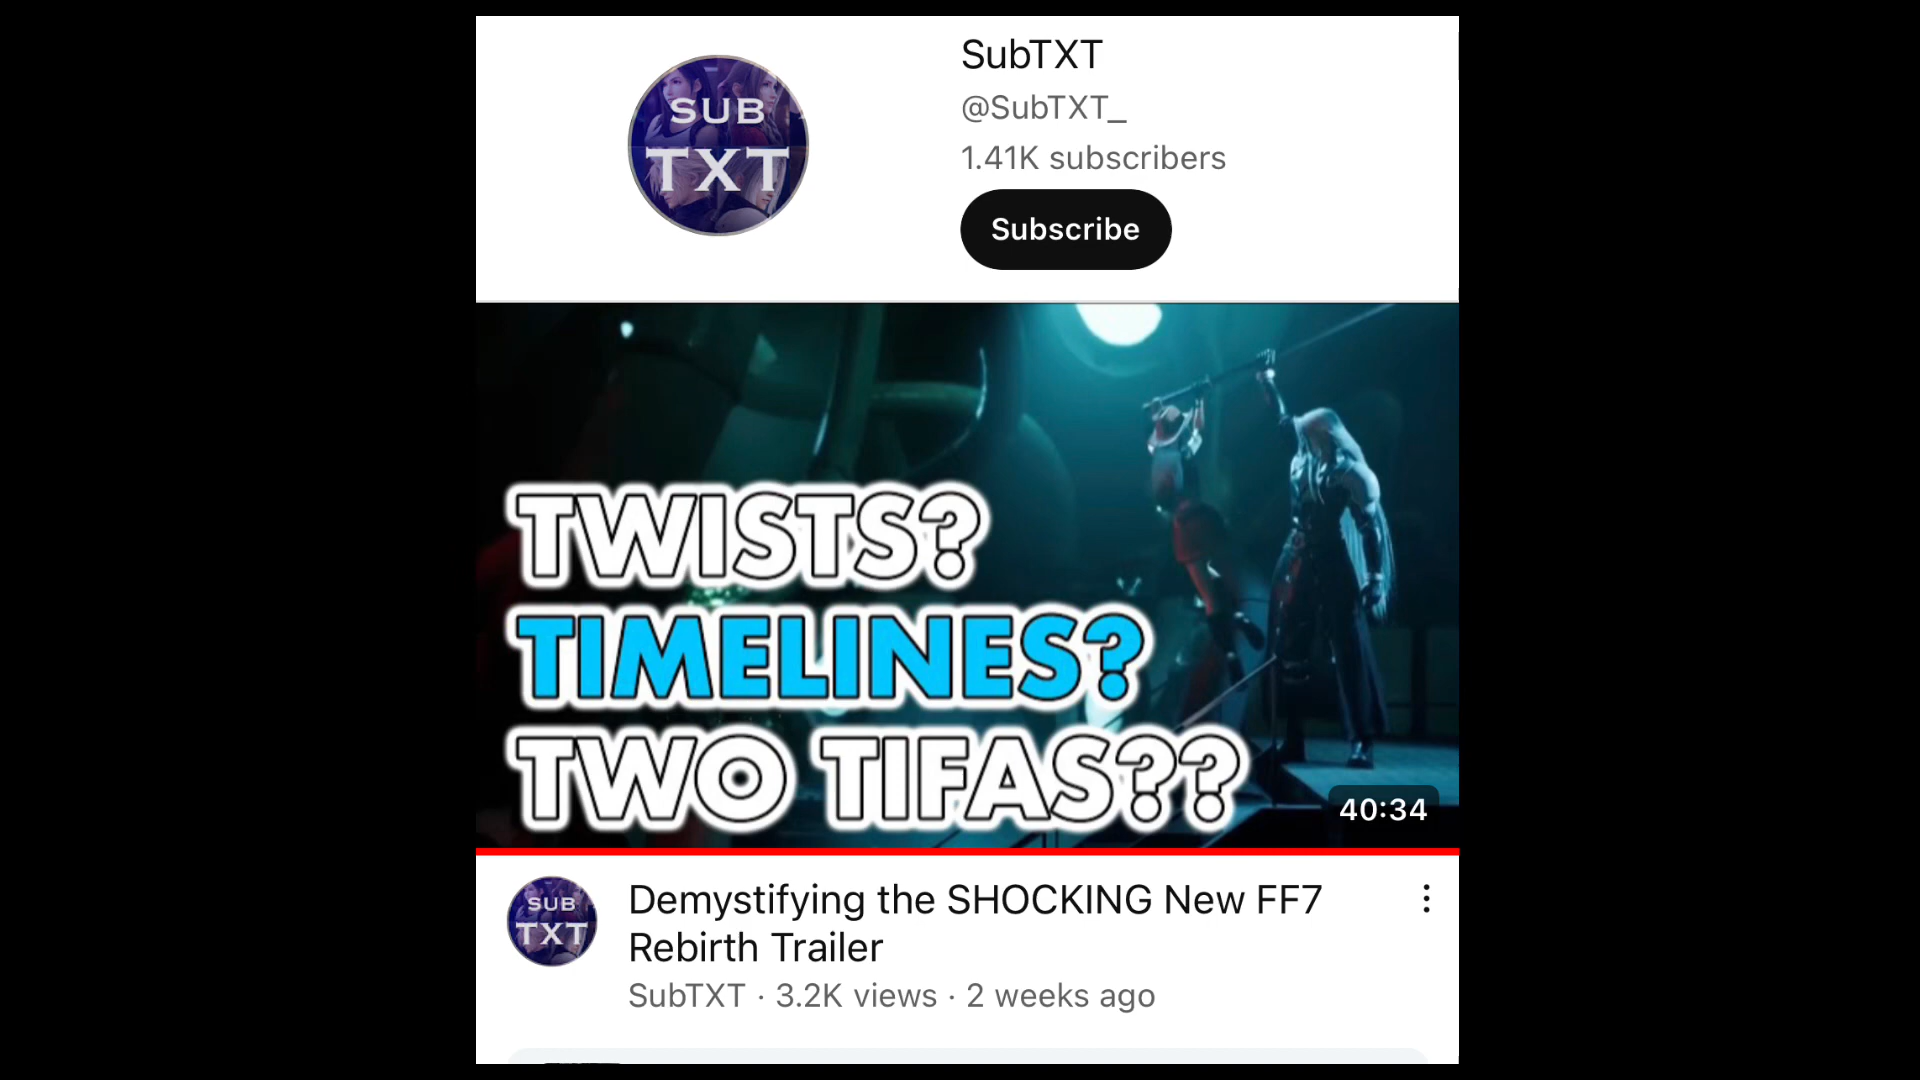 SUB
TXT
SubTXT
@SubTXT_
1.41K subscribers
Subscribe
TWISTS?
TIMELINES?
TWO TIFAS??
40:34
SUB
TXT
Demystifying the SHOCKING New FF7
Rebirth Trailer
SubTXT · 3.2K views · 2 weeks ago